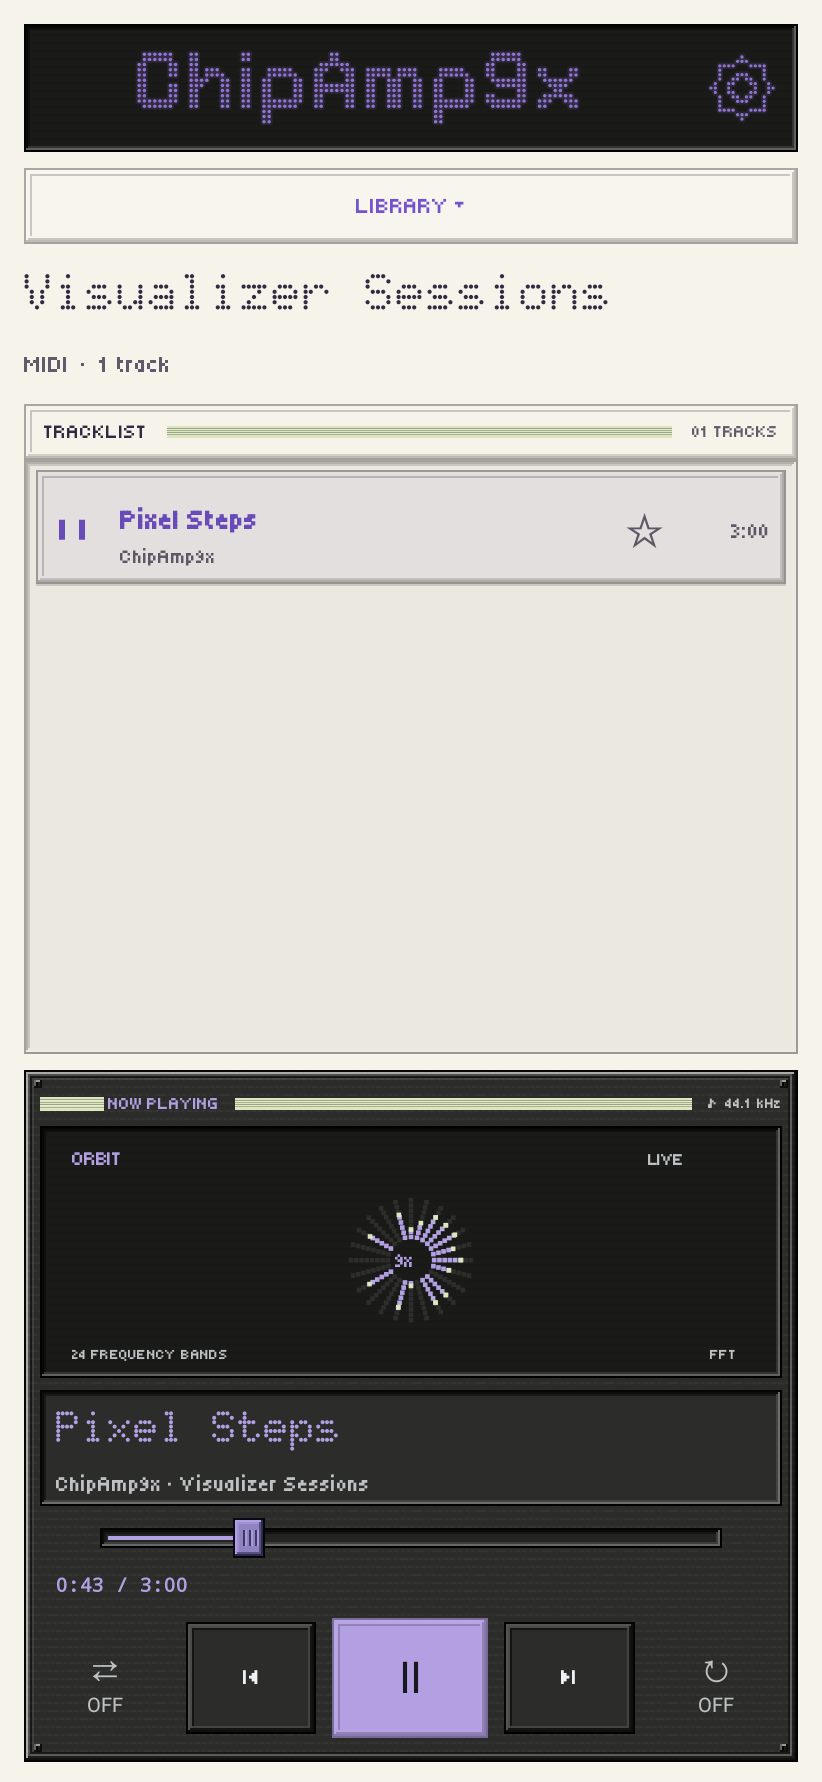 ChipAmp9x
LIBRARY ▾
Visualizer Sessions
MIDI · 1 track
TRACKLIST
01 TRACKS
Pixel Steps
ChipAmp9x
3:00
NOW PLAYING
♪ 44.1 kHz
ORBIT
LIVE
9x
24 FREQUENCY BANDS
FFT
Pixel Steps
ChipAmp9x · Visualizer Sessions
0:43 / 3:00
OFF
OFF